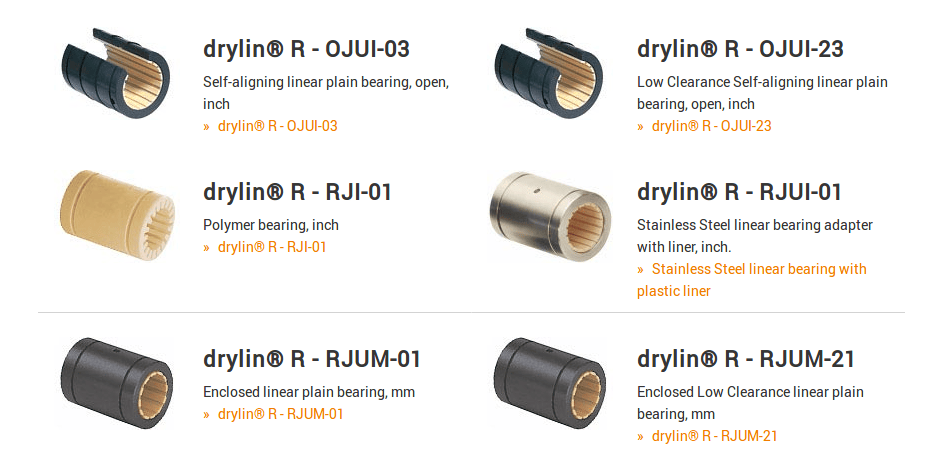 drylin® R - OJUI-03
Self-aligning linear plain bearing, open,
inch
» drylin® R - OJUI-03
drylin® R - OJUI-23
Low Clearance Self-aligning linear plain
bearing, open, inch
» drylin® R - OJUI-23
drylin® R - RJI-01
Polymer bearing, inch
» drylin® R - RJI-01
drylin® R - RJUI-01
Stainless Steel linear bearing adapter
with liner, inch.
» Stainless Steel linear bearing with
plastic liner
drylin® R - RJUM-01
Enclosed linear plain bearing, mm
» drylin® R - RJUM-01
drylin® R - RJUM-21
Enclosed Low Clearance linear plain
bearing, mm
» drylin® R - RJUM-21